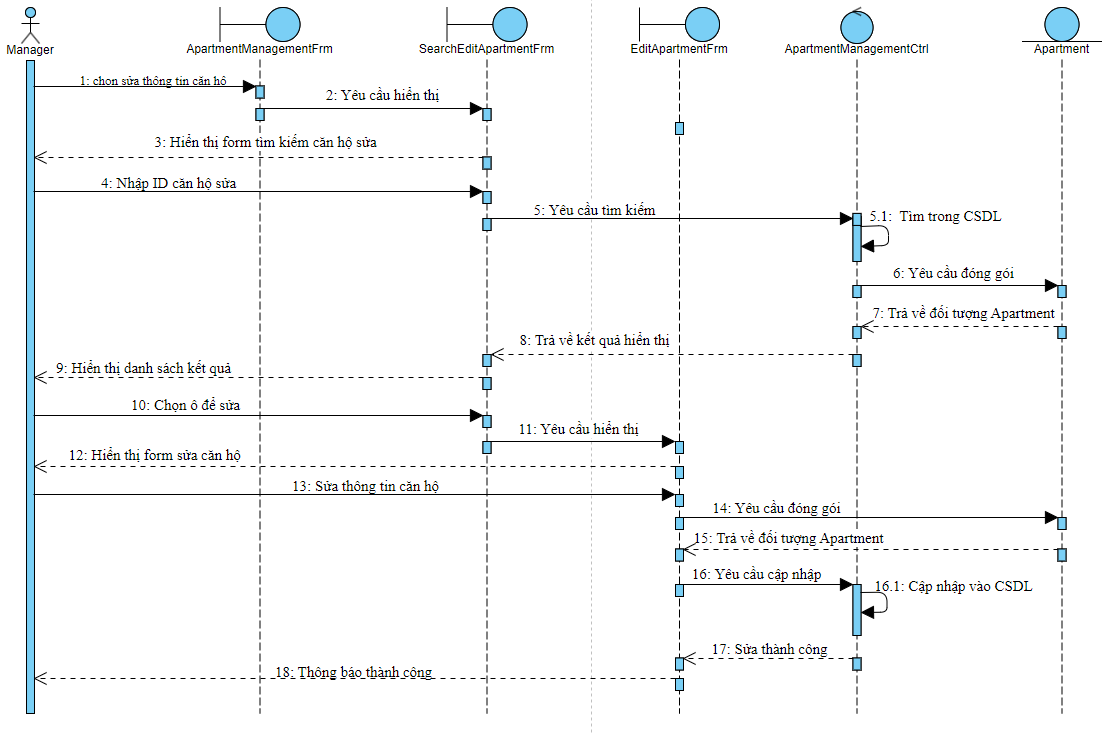 Manager
ApartmentManagementFrm
SearchEditApartmentFrm
EditApartmentFrm
ApartmentManagementCtrl
Apartment
1: chon sửa thông tin căn hộ
2: Yêu cầu hiển thị
3: Hiển thị form tìm kiếm căn hộ sửa
4: Nhập ID căn hộ sửa
5: Yêu cầu tìm kiếm
5.1: Tìm trong CSDL
6: Yêu cầu đóng gói
7: Trả về đối tượng Apartment
8: Trả về kết quả hiển thị
9: Hiển thị danh sách kết quả
10: Chọn ô để sửa
11: Yêu cầu hiển thị
12: Hiển thị form sửa căn hộ
13: Sửa thông tin căn hộ
14: Yêu cầu đóng gói
15: Trả về đối tượng Apartment
16: Yêu cầu cập nhập
16.1: Cập nhập vào CSDL
17: Sửa thành công
18: Thông báo thành công